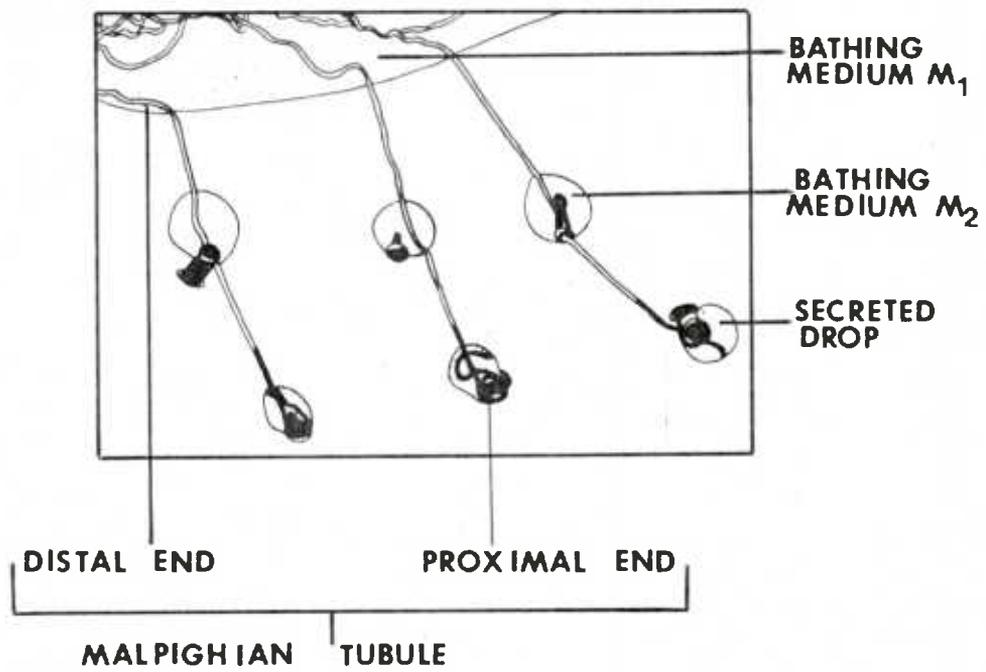 BATHING
MEDIUM M₁
BATHING
MEDIUM M₂
SECRETED
DROP
DISTAL END
PROXIMAL END
MALPIGHIAN TUBULE